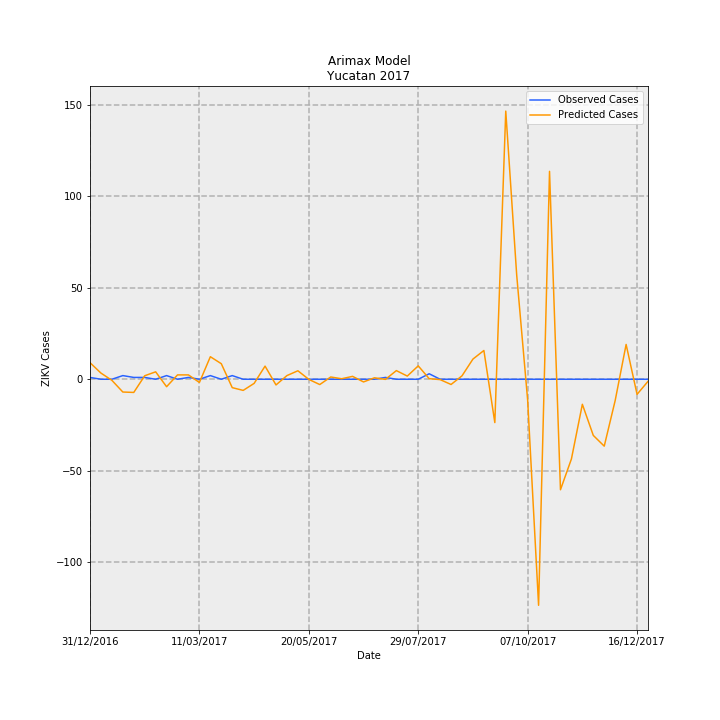 Arimax Model
Yucatan 2017
Observed Cases
Predicted Cases
150
100
50
0
−50
−100
ZIKV Cases
31/12/2016 11/03/2017 20/05/2017 29/07/2017 07/10/2017 16/12/2017
Date